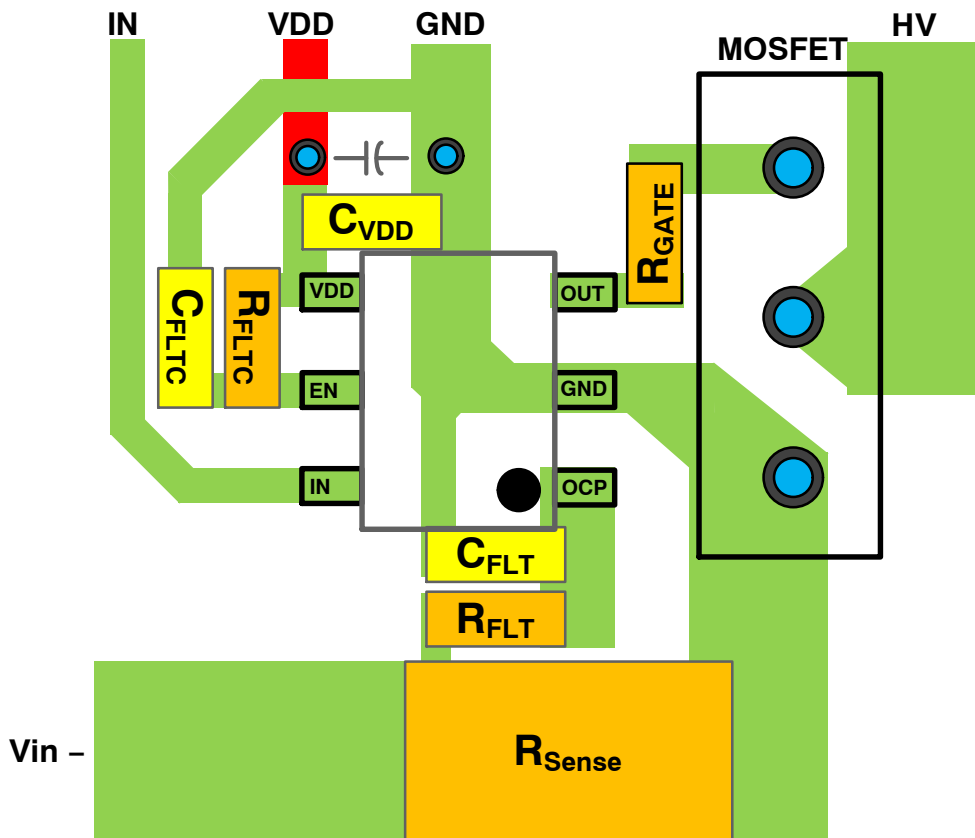 IN
VDD
GND
MOSFET
HV
CVDD
RGATE
CFLTC
RFLTC
VDD
OUT
EN
GND
IN
OCP
CFLT
RFLT
Vin –
RSense